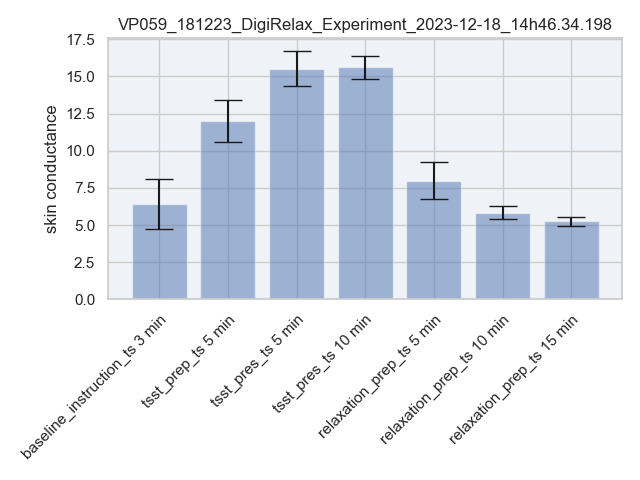 VP059_181223_DigiRelax_Experiment_2023-12-18_14h46.34.198
17.5
15.0
12.5
10.0
7.5
5.0
2.5
0.0
skin conductance
baseline_instruction_ts 3 min
tsst_prep_ts 5 min
tsst_pres_ts 5 min
tsst_pres_ts 10 min
relaxation_prep_ts 5 min
relaxation_prep_ts 10 min
relaxation_prep_ts 15 min